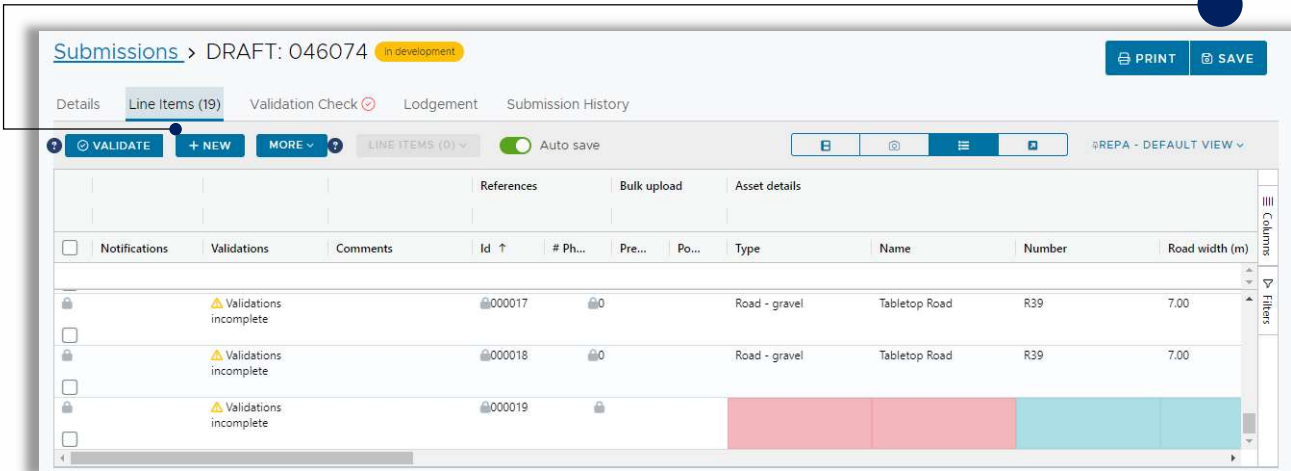 Submissions > DRAFT: 046074 In development
PRINT SAVE
Details Line Items (19) Validation Check Lodgement Submission History
? VALIDATE + NEW MORE ? LINE ITEMS (0) Auto save REPA - DEFAULT VIEW
References Bulk upload Asset details
Notifications Validations Comments Id ↑ # Ph... Pre... Po... Type Name Number Road width (m)
Columns
Filters
Validations 000017 0 Road - gravel Tabletop Road R39 7.00
incomplete
Validations 000018 0 Road - gravel Tabletop Road R39 7.00
incomplete
Validations 000019
incomplete